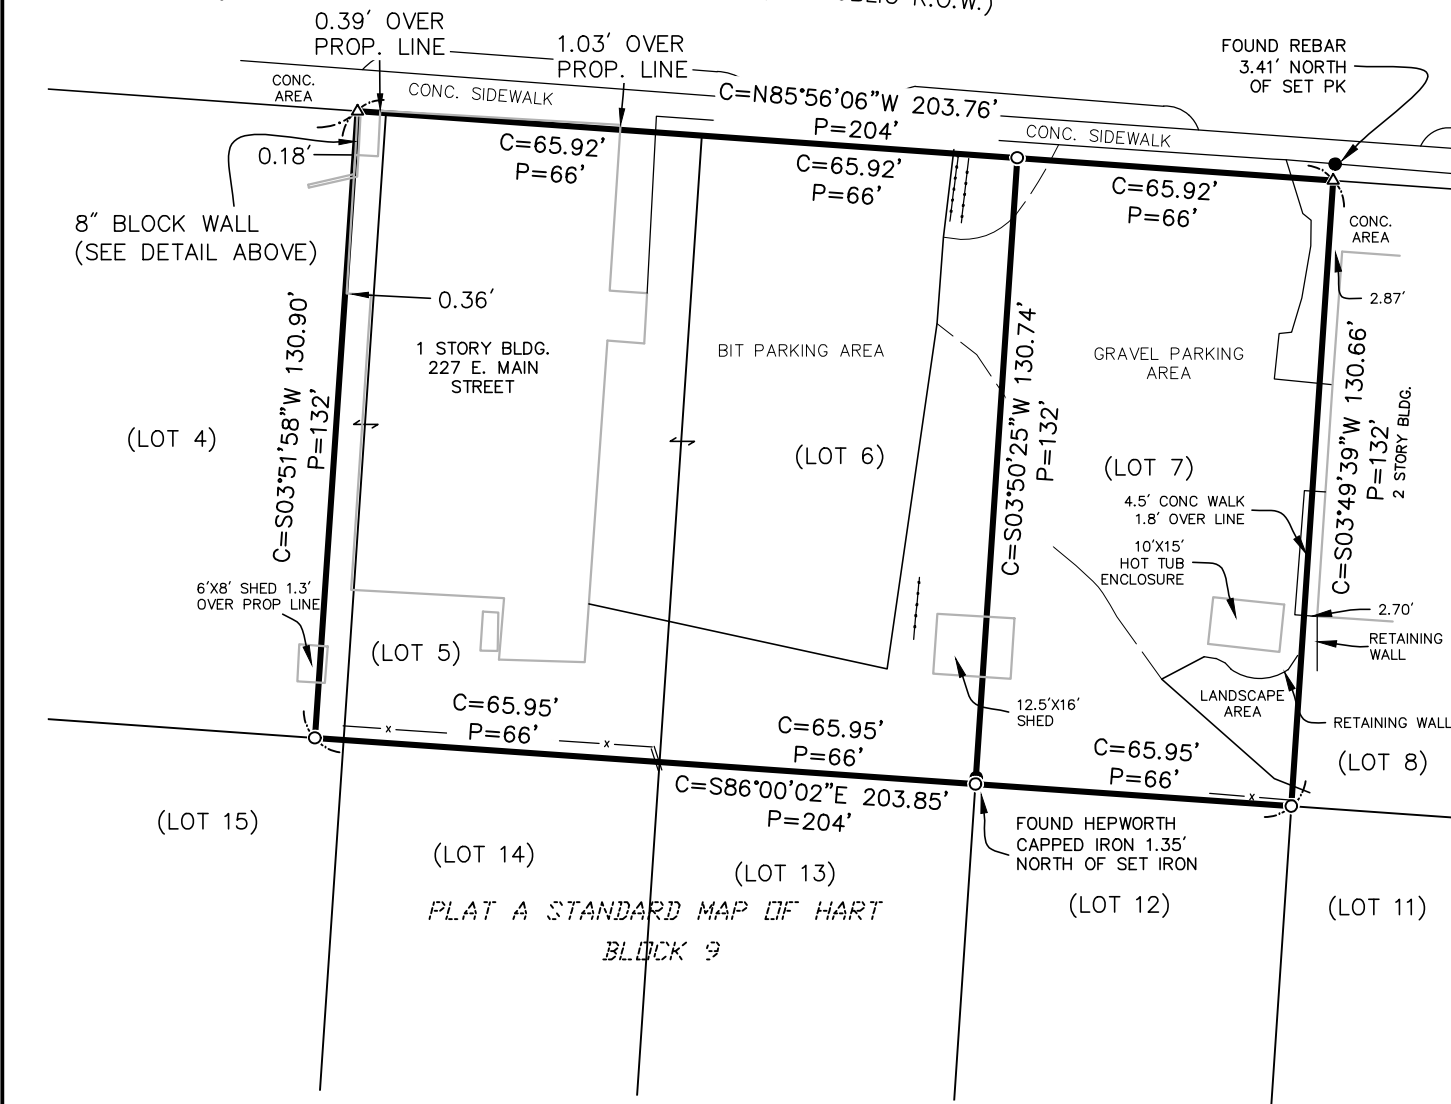 0.39' OVER
PROP. LINE
1.03' OVER
PROP. LINE
FOUND REBAR
3.41' NORTH
OF SET PK
CONC.
AREA
CONC. SIDEWALK
C=N85°56'06"W 203.76'
P=204'
CONC. SIDEWALK
0.18'
C=65.92'
P=66'
C=65.92'
P=66'
C=65.92'
P=66'
8" BLOCK WALL
(SEE DETAIL ABOVE)
CONC.
AREA
2.87'
0.36'
1 STORY BLDG.
227 E. MAIN
STREET
BIT PARKING AREA
GRAVEL PARKING
AREA
C=S03°51'58"W 130.90'
P=132'
C=S03°50'25"W 130.74'
P=132'
C=S03°49'39"W 130.66'
P=132'
2 STORY BLDG.
(LOT 4)
(LOT 6)
(LOT 7)
4.5' CONC WALK
1.8' OVER LINE
10'X15'
HOT TUB
ENCLOSURE
6'X8' SHED 1.3'
OVER PROP LINE
2.70'
RETAINING
WALL
(LOT 5)
LANDSCAPE
AREA
12.5'X16'
SHED
RETAINING WALL
C=65.95'
P=66'
C=65.95'
P=66'
C=65.95'
P=66'
(LOT 8)
x
x
x
C=S86°00'02"E 203.85'
P=204'
(LOT 15)
FOUND HEPWORTH
CAPPED IRON 1.35'
NORTH OF SET IRON
(LOT 14)
(LOT 13)
(LOT 12)
(LOT 11)
PLAT A STANDARD MAP OF HART
BLOCK 9